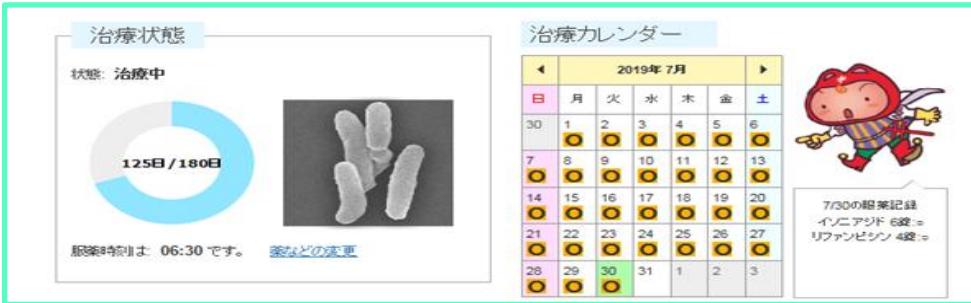 治療状態
状態: 治療中
125日/180日
服薬時刻は 06:30 です。 薬などの変更
治療カレンダー
2019年 7月
日 月 火 水 木 金 土
30 1 2 3 4 5 6
7 8 9 10 11 12 13
14 15 16 17 18 19 20
21 22 23 24 25 26 27
28 29 30 31 1 2 3
7/30の服薬記録
イソニアジド 6錠:○
リファンピシン 4錠:○